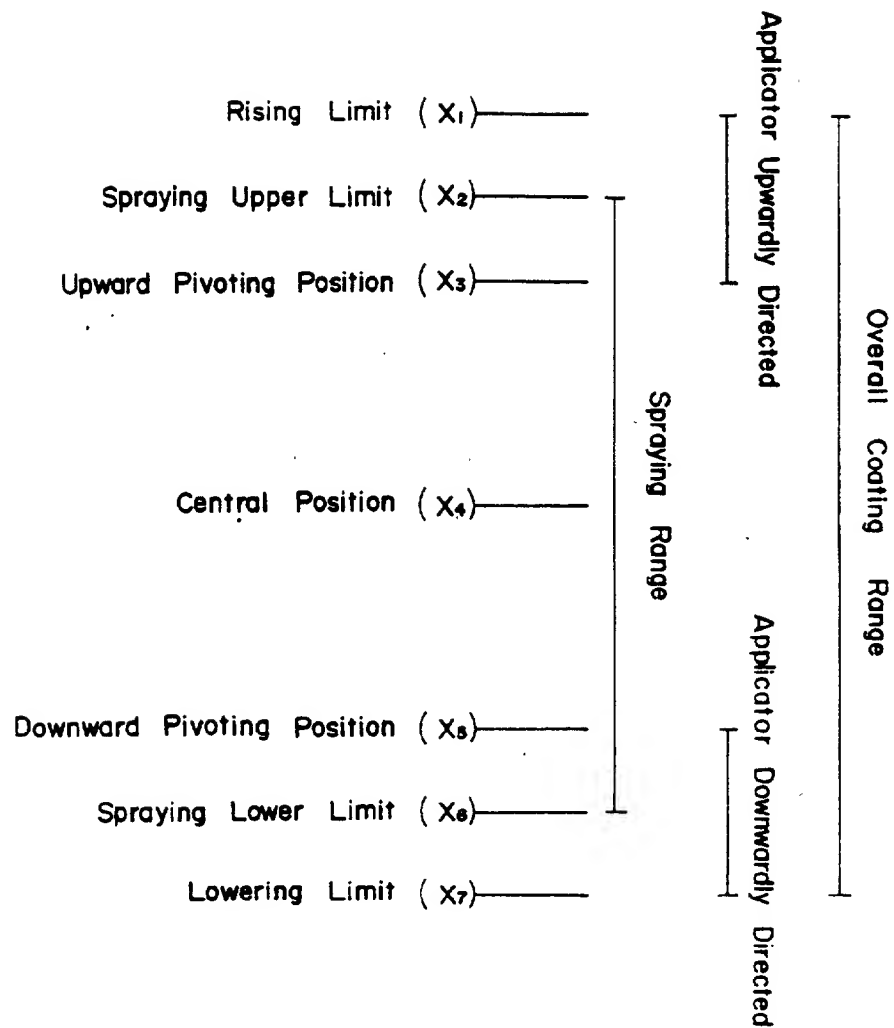 Rising Limit (X₁)
Spraying Upper Limit (X₂)
Upward Pivoting Position (X₃)
Central Position (X₄)
Downward Pivoting Position (X₅)
Spraying Lower Limit (X₆)
Lowering Limit (X₇)
Spraying Range
Applicator Upwardly Directed
Applicator Downwardly Directed
Overall Coating Range